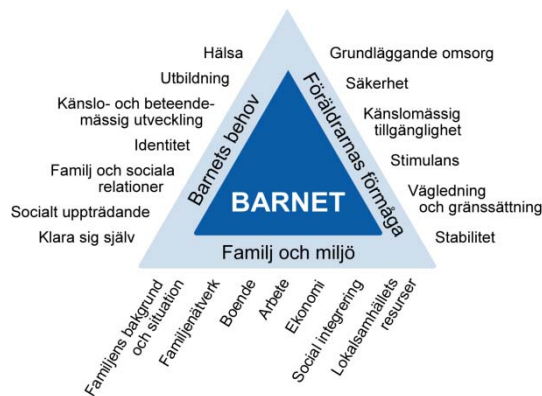 Hälsa
Utbildning
Känslo- och beteende-
mässig utveckling
Identitet
Familj och sociala
relationer
Socialt uppträdande
Klara sig själv
Barnets behov
BARNET
Föräldrarnas förmåga
Grundläggande omsorg
Säkerhet
Känslomässig
tillgänglighet
Stimulans
Vägledning
och gränssättning
Stabilitet
Familj och miljö
Familjens bakgrund
och situation
Familjenätverk
Boende
Arbete
Ekonomi
Social integrering
Lokalsamhällets
resurser